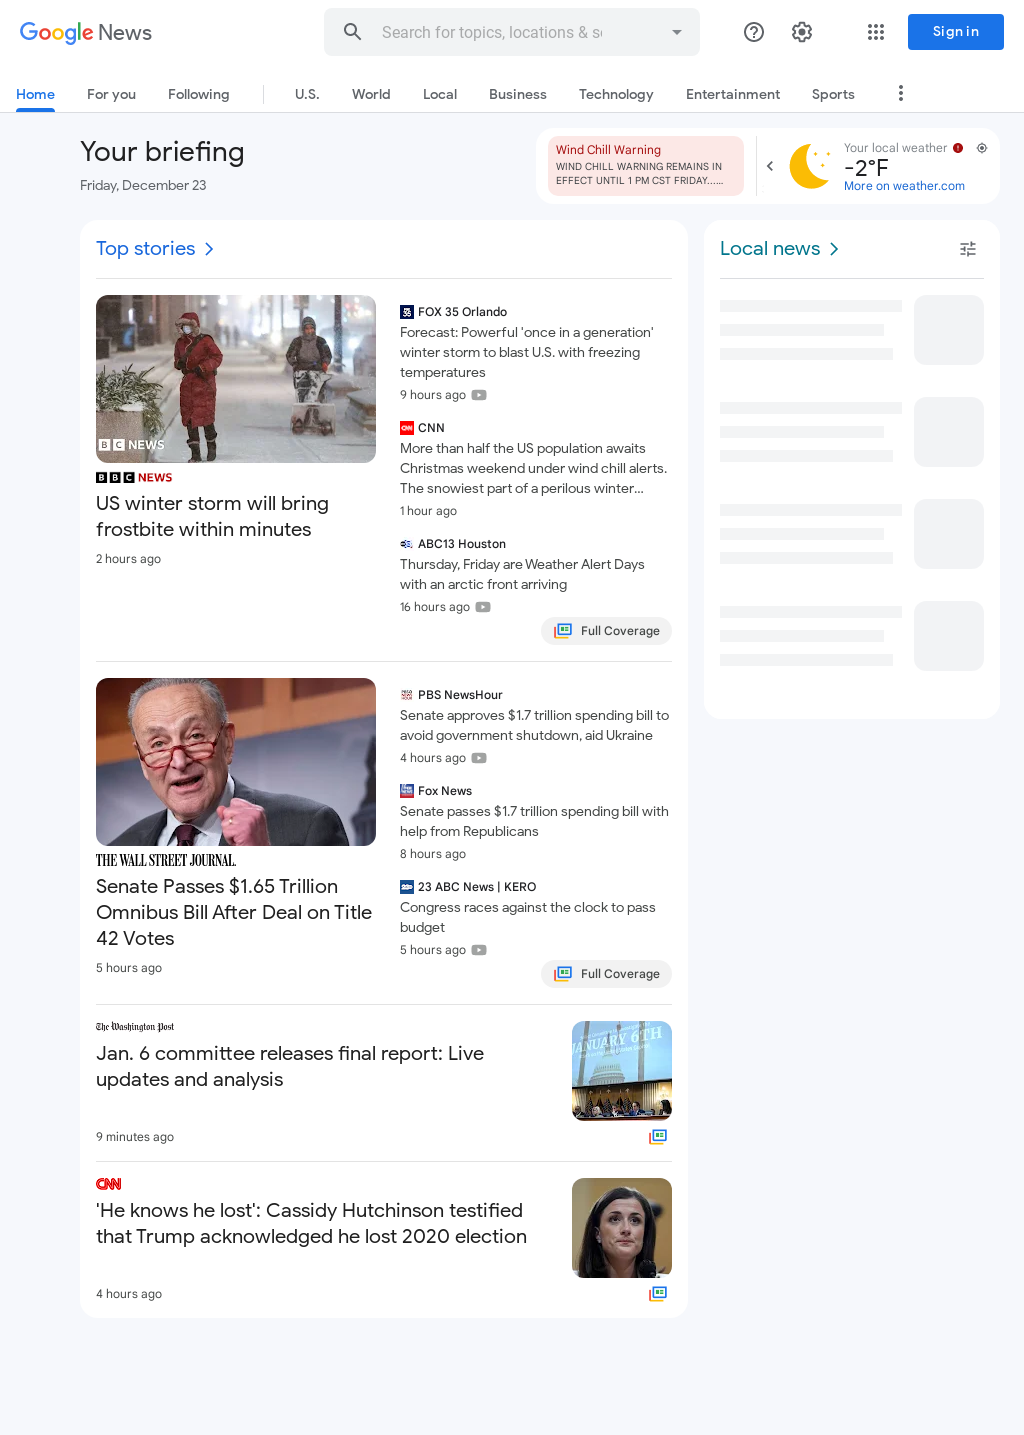 Google News
Search for topics, locations & so
Sign in
Home For you Following U.S. World Local Business Technology Entertainment Sports
Your briefing
Friday, December 23
Wind Chill Warning
WIND CHILL WARNING REMAINS IN
EFFECT UNTIL 1 PM CST FRIDAY......
Your local weather
-2°F
More on weather.com
Top stories
BBC NEWS
BBC NEWS
US winter storm will bring
frostbite within minutes
2 hours ago
FOX 35 Orlando
Forecast: Powerful 'once in a generation'
winter storm to blast U.S. with freezing
temperatures
9 hours ago
CNN
More than half the US population awaits
Christmas weekend under wind chill alerts.
The snowiest part of a perilous winter...
1 hour ago
ABC13 Houston
Thursday, Friday are Weather Alert Days
with an arctic front arriving
16 hours ago
Full Coverage
THE WALL STREET JOURNAL.
Senate Passes $1.65 Trillion
Omnibus Bill After Deal on Title
42 Votes
5 hours ago
PBS NewsHour
Senate approves $1.7 trillion spending bill to
avoid government shutdown, aid Ukraine
4 hours ago
Fox News
Senate passes $1.7 trillion spending bill with
help from Republicans
8 hours ago
23 ABC News | KERO
Congress races against the clock to pass
budget
5 hours ago
Full Coverage
The Washington Post
Jan. 6 committee releases final report: Live
updates and analysis
9 minutes ago
JANUARY 6TH
CNN
'He knows he lost': Cassidy Hutchinson testified
that Trump acknowledged he lost 2020 election
4 hours ago
Local news